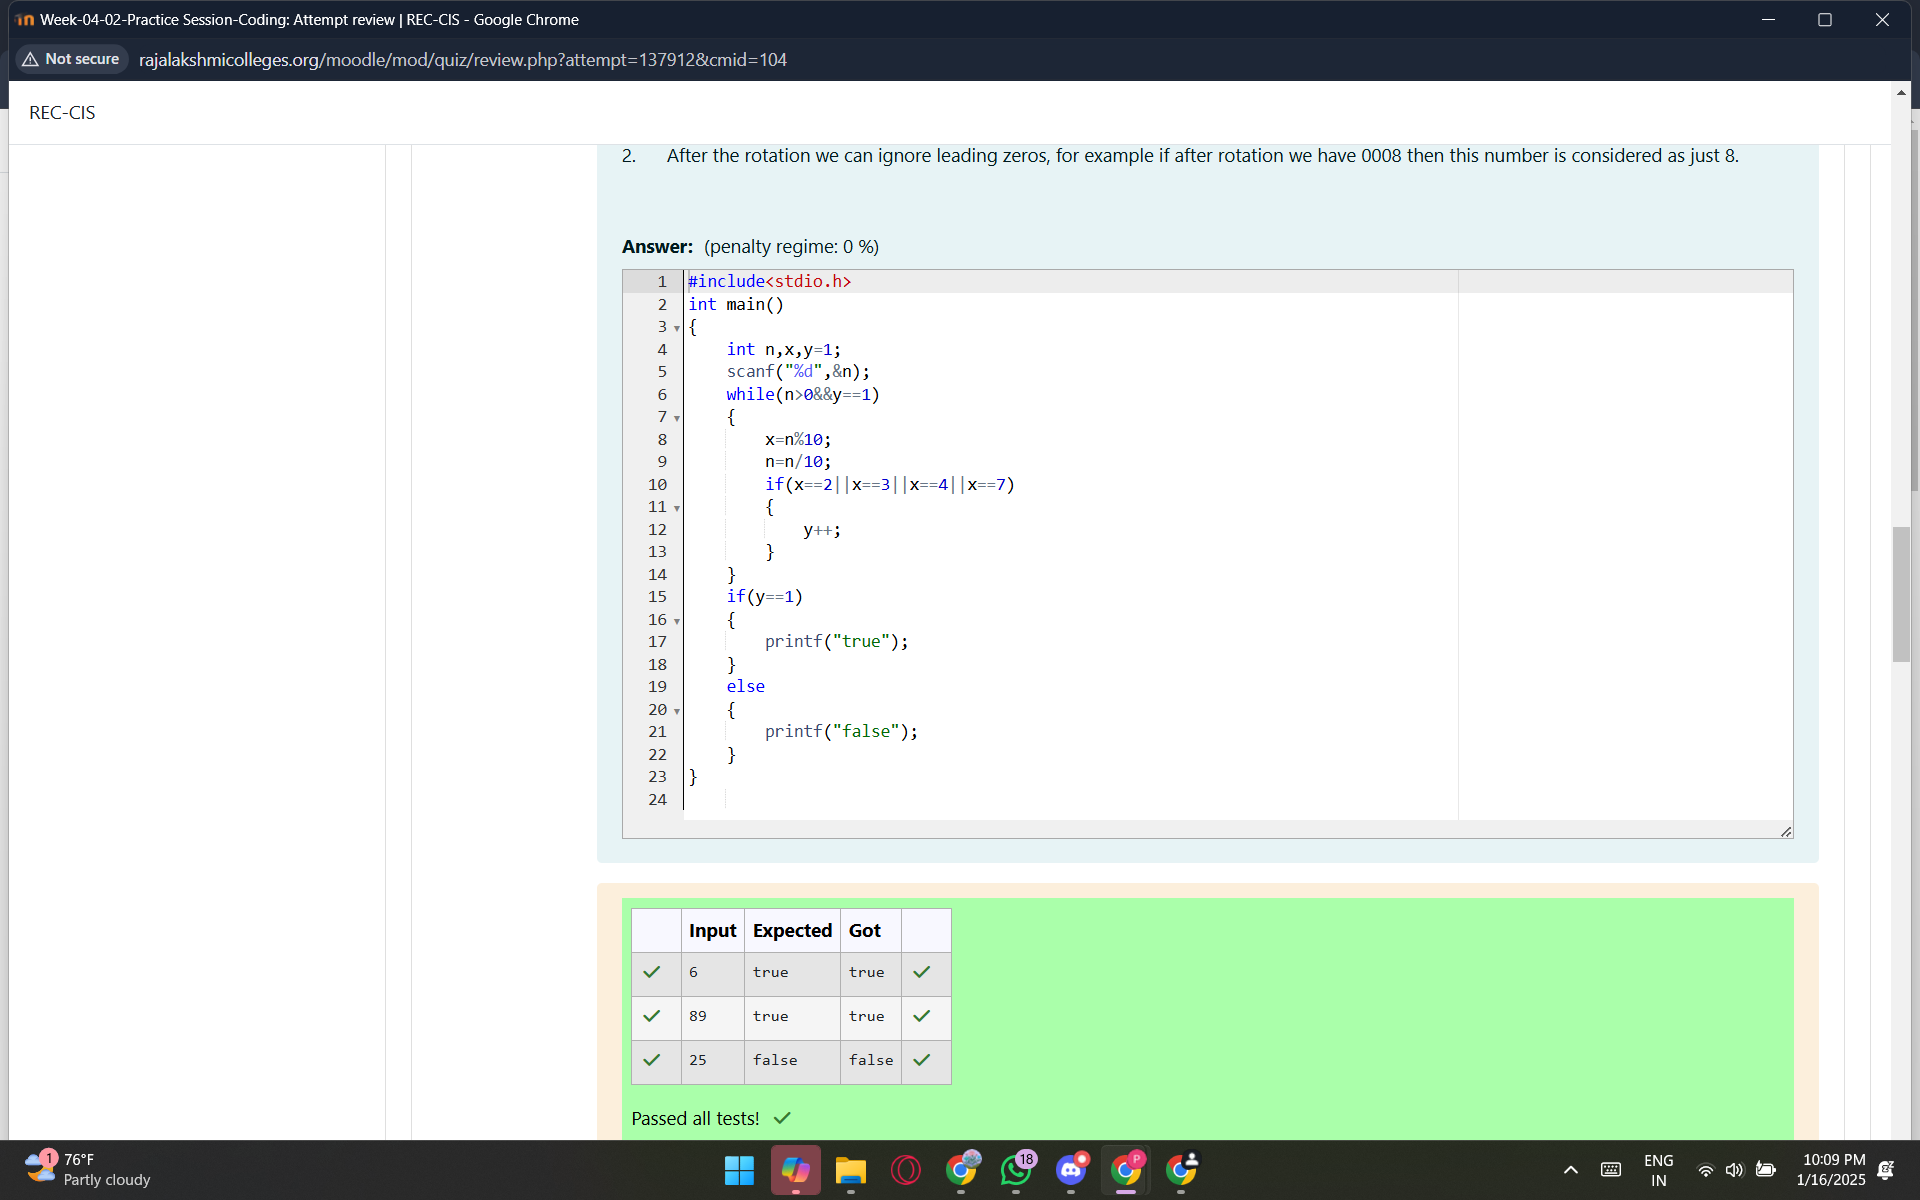 Week-04-02-Practice Session-Coding: Attempt review | REC-CIS - Google Chrome
Not secure rajalakshmicolleges.org/moodle/mod/quiz/review.php?attempt=137912&cmid=104
REC-CIS
2. After the rotation we can ignore leading zeros, for example if after rotation we have 0008 then this number is considered as just 8.
Answer: (penalty regime: 0 %)
1 #include<stdio.h>
2 int main()
3 {
4 int n,x,y=1;
5 scanf("%d",&n);
6 while(n>0&&y==1)
7 {
8 x=n%10;
9 n=n/10;
10 if(x==2||x==3||x==4||x==7)
11 {
12 y++;
13 }
14 }
15 if(y==1)
16 {
17 printf("true");
18 }
19 else
20 {
21 printf("false");
22 }
23 }
24
Input Expected Got
6 true true
89 true true
25 false false
Passed all tests!
1
76°F
Partly cloudy
18
P
ENG
IN
10:09 PM
1/16/2025